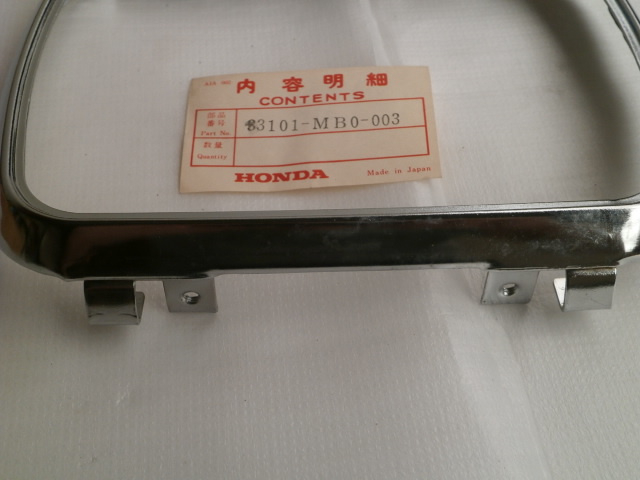 内容明細
CONTENTS
部品番号 Part No. 33101-MB0-003
数量 Quantity
HONDA Made in Japan